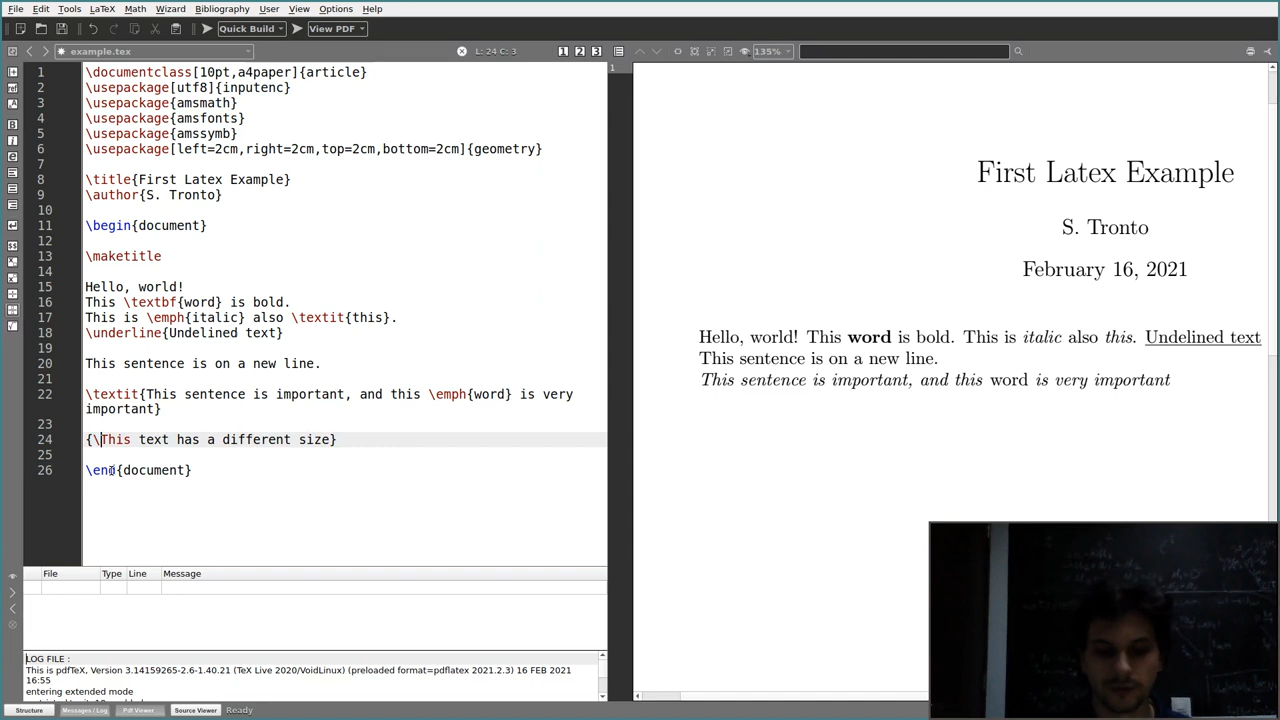 File Edit Tools LaTeX Math Wizard Bibliography User View Options Help
Quick Build View PDF
example.tex L: 24 C: 3 1 2 3 135%
1 \documentclass[10pt,a4paper]{article}
2 \usepackage[utf8]{inputenc}
3 \usepackage{amsmath}
4 \usepackage{amsfonts}
5 \usepackage{amssymb}
6 \usepackage[left=2cm,right=2cm,top=2cm,bottom=2cm]{geometry}
7
8 \title{First Latex Example}
9 \author{S. Tronto}
10
11 \begin{document}
12
13 \maketitle
14
15 Hello, world!
16 This \textbf{word} is bold.
17 This is \emph{italic} also \textit{this}.
18 \underline{Undelined text}
19
20 This sentence is on a new line.
21
22 \textit{This sentence is important, and this \emph{word} is very
important}
23
24 {\This text has a different size}
25
26 \end{document}
File Type Line Message
LOG FILE :
This is pdfTeX, Version 3.14159265-2.6-1.40.21 (TeX Live 2020/VoidLinux) (preloaded format=pdflatex 2021.2.3) 16 FEB 2021
16:55
entering extended mode
Structure Messages / Log Pdf Viewer Source Viewer Ready
1
First Latex Example
S. Tronto
February 16, 2021
Hello, world! This word is bold. This is italic also this. Undelined text
This sentence is on a new line.
This sentence is important, and this word is very important